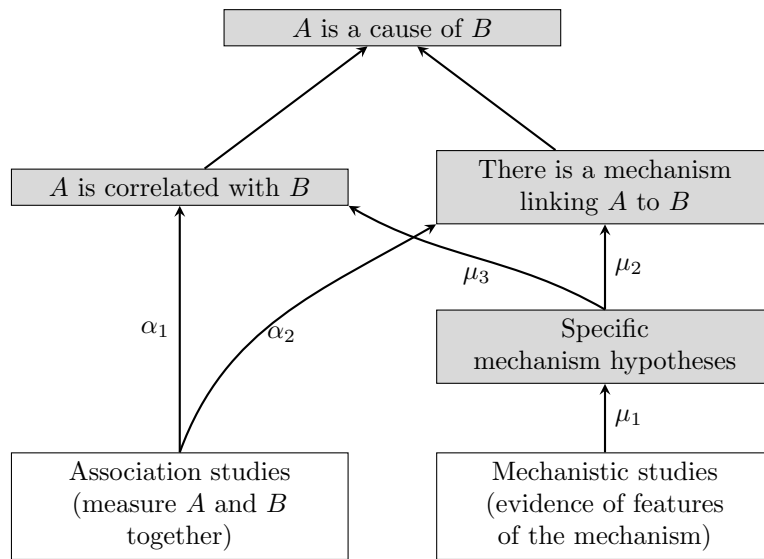 A is a cause of B
A is correlated with B
There is a mechanism
linking A to B
μ₃
μ₂
α₁
α₂
Specific
mechanism hypotheses
μ₁
Association studies
(measure A and B
together)
Mechanistic studies
(evidence of features
of the mechanism)